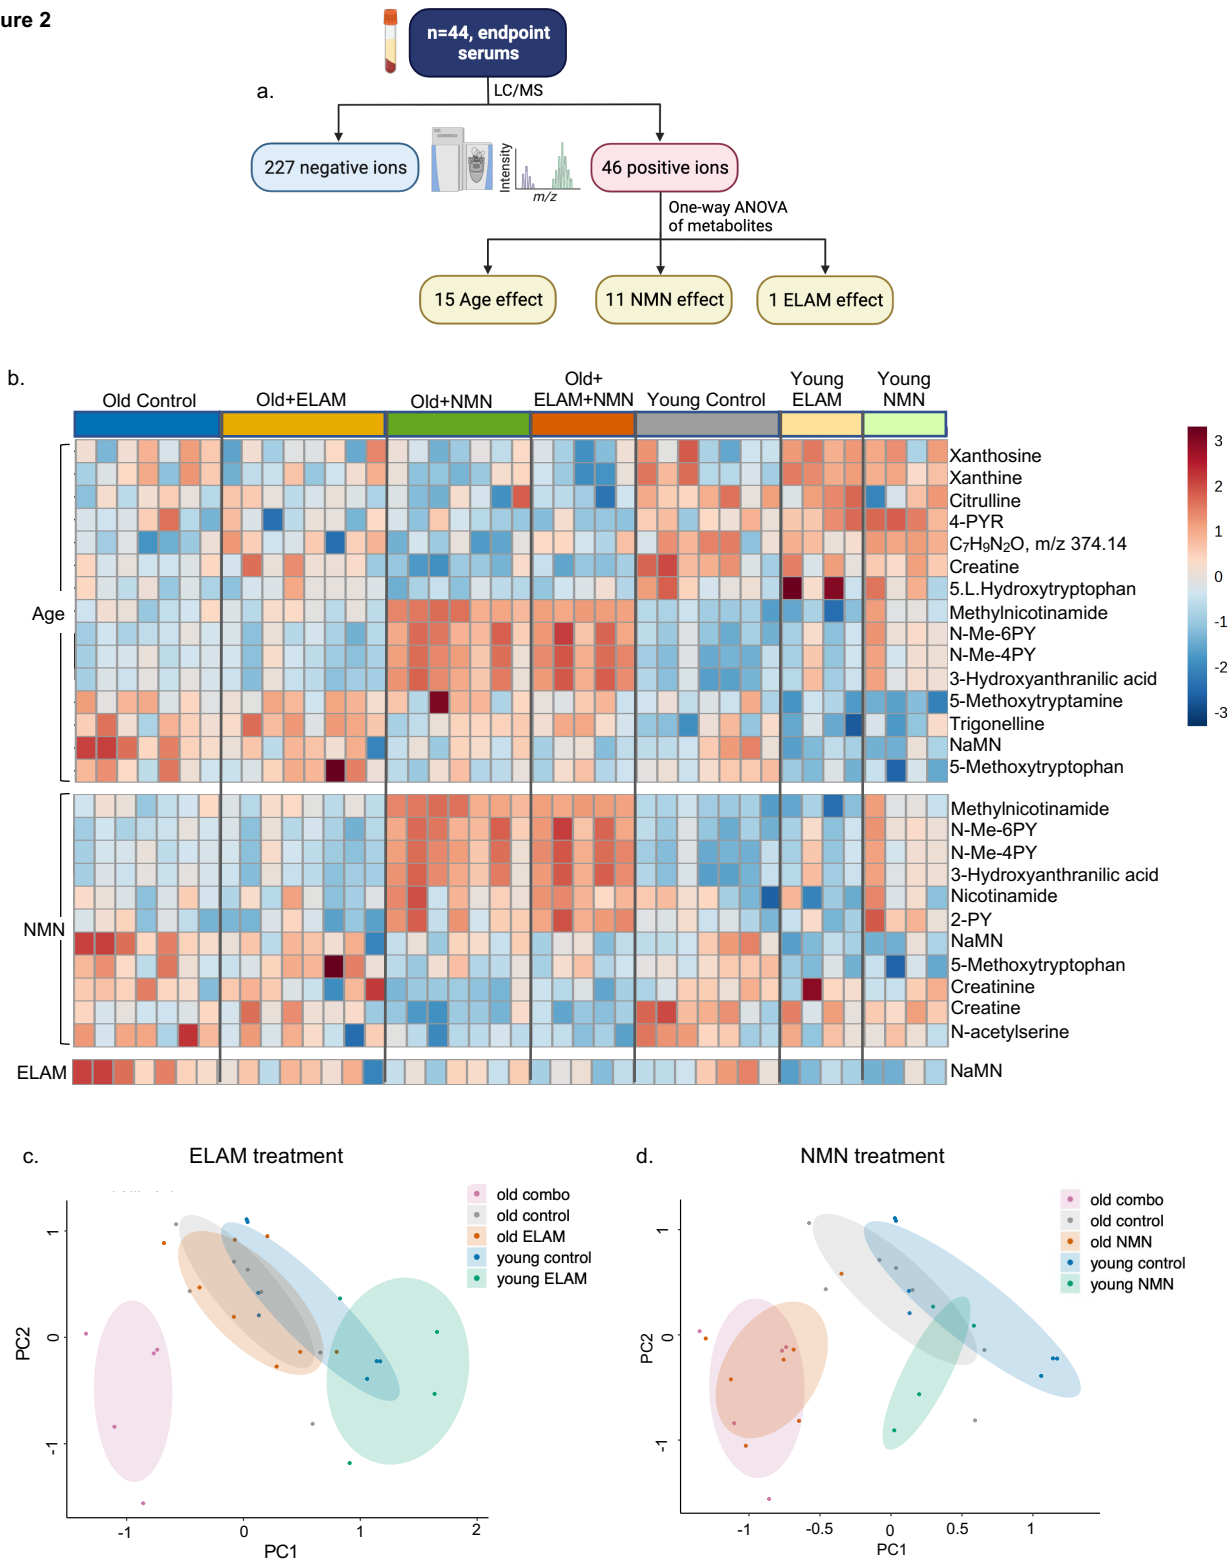 ure 2
n=44, endpoint
serums
a.
LC/MS
227 negative ions
Intensity
m/z
46 positive ions
One-way ANOVA
of metabolites
15 Age effect
11 NMN effect
1 ELAM effect
b.
Old Control
Old+ELAM
Old+NMN
Old+
ELAM+NMN
Young Control
Young
ELAM
Young
NMN
Age
Xanthosine
Xanthine
Citrulline
4-PYR
C₇H₉N₂O, m/z 374.14
Creatine
5.L.Hydroxytryptophan
Methylnicotinamide
N-Me-6PY
N-Me-4PY
3-Hydroxyanthranilic acid
5-Methoxytryptamine
Trigonelline
NaMN
5-Methoxytryptophan
3
2
1
0
-1
-2
-3
NMN
Methylnicotinamide
N-Me-6PY
N-Me-4PY
3-Hydroxyanthranilic acid
Nicotinamide
2-PY
NaMN
5-Methoxytryptophan
Creatinine
Creatine
N-acetylserine
ELAM
NaMN
c.
ELAM treatment
old combo
old control
old ELAM
young control
young ELAM
PC2
1
0
-1
-1
0
1
2
PC1
d.
NMN treatment
old combo
old control
old NMN
young control
young NMN
PC2
1
0
-1
-1
-0.5
0
0.5
1
PC1